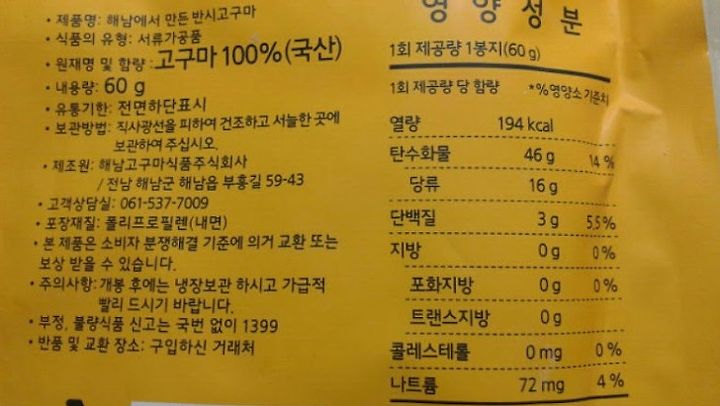 · 제품명: 해남에서 만든 반시고구마
· 식품의 유형: 서류가공품
· 원재명 및 함량: 고구마 100%(국산)
· 내용량: 60 g
· 유통기한: 전면하단표시
· 보관방법: 직사광선을 피하여 건조하고 서늘한 곳에
보관하여 주십시오.
· 제조원: 해남고구마식품주식회사
/ 전남 해남군 해남읍 부흥길 59-43
· 고객상담실: 061-537-7009
· 포장재질: 폴리프로필렌(내면)
· 본 제품은 소비자 분쟁해결 기준에 의거 교환 또는
보상 받을 수 있습니다.
· 주의사항: 개봉 후에는 냉장보관 하시고 가급적
빨리 드시기 바랍니다.
· 부정, 불량식품 신고는 국번 없이 1399
· 반품 및 교환 장소: 구입하신 거래처
영 양 성 분
1회 제공량 1봉지(60 g)
1회 제공량 당 함량 *%영양소 기준치
열량 194 kcal
탄수화물 46 g 14 %
당류 16 g
단백질 3 g 5.5 %
지방 0 g 0 %
포화지방 0 g 0 %
트랜스지방 0 g
콜레스테롤 0 mg 0 %
나트륨 72 mg 4 %